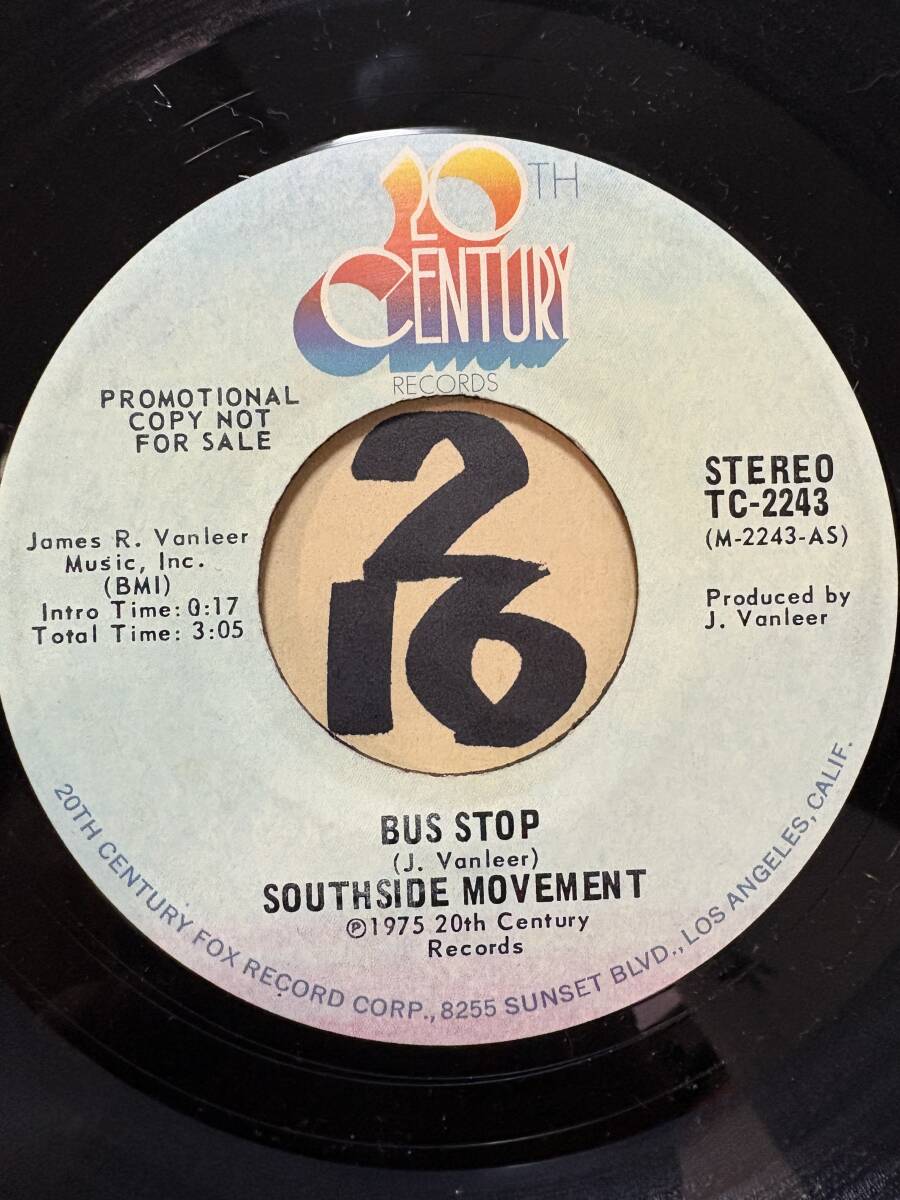 20TH
CENTURY
RECORDS
PROMOTIONAL
COPY NOT
FOR SALE
STEREO
TC-2243
(M-2243-AS)
James R. Vanleer
Music, Inc.
(BMI)
Intro Time: 0:17
Total Time: 3:05
Produced by
J. Vanleer
2
16
BUS STOP
(J. Vanleer)
SOUTHSIDE MOVEMENT
℗1975 20th Century
Records
20TH CENTURY FOX RECORD CORP., 8255 SUNSET BLVD., LOS ANGELES, CALIF.